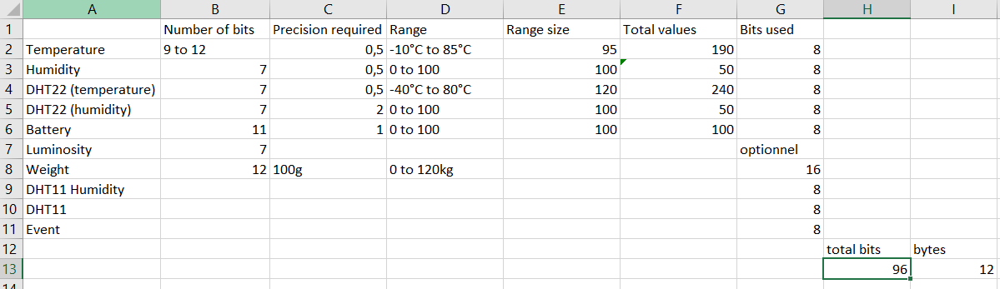 A B C D E F G H I
1 Number of bits Precision required Range Range size Total values Bits used
2 Temperature 9 to 12 0,5 -10°C to 85°C 95 190 8
3 Humidity 7 0,5 0 to 100 100 50 8
4 DHT22 (temperature) 7 0,5 -40°C to 80°C 120 240 8
5 DHT22 (humidity) 7 2 0 to 100 100 50 8
6 Battery 11 1 0 to 100 100 100 8
7 Luminosity 7 optionnel
8 Weight 12 100g 0 to 120kg 16
9 DHT11 Humidity 8
10 DHT11 8
11 Event 8
12 total bits bytes
13 96 12
14